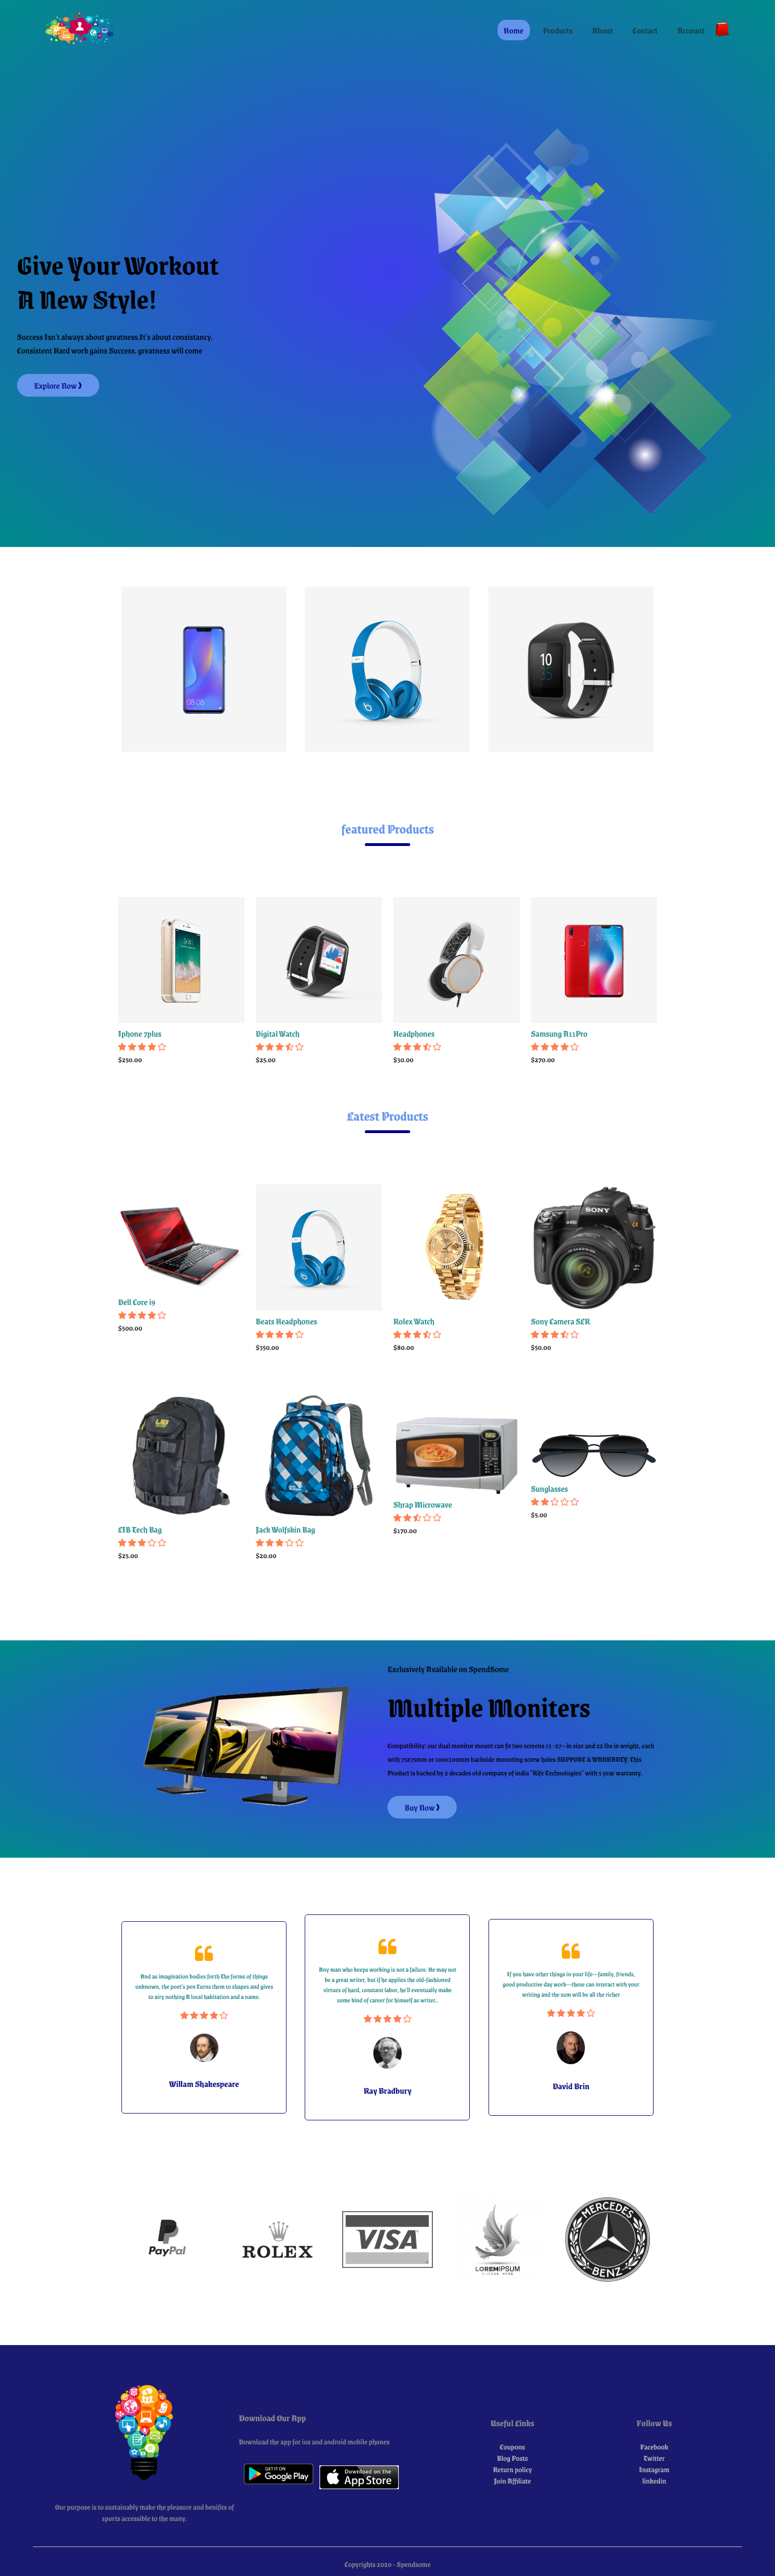 Home Products About Contact Account
Give Your Workout
A New Style!
Success Isn't always about greatness.It's about consistancy.
Consistent Hard work gains Success. greatness will come
Explore Now ❱
08:08
10
35
featured Products
Iphone 7plus
$250.00
Digital Watch
$25.00
Headphones
$30.00
Samsung A11Pro
$270.00
Latest Products
Dell Core i9
$500.00
Beats Headphones
$350.00
Rolex Watch
$80.00
SONY
Sony Camera SLR
$50.00
LIB Tech Bag
$25.00
Jack Wolfskin Bag
$20.00
Shrap Microwave
$170.00
Sunglasses
$5.00
Exclusively Available on SpendSome
Multiple Moniters
Compatibility: our dual monitor mount can fit two screens 13 -27– in size and 22 lbs in weight, each
with 75x75mm or 100x100mm backside mounting screw holes SUPPORT & WARRANTY: This
Product is backed by 2 decades old company of india "Rife Technologies" with 5 year warranty.
Buy Now ❱
And as imagination bodies forth The forms of things
unknown, the poet's pen Turns them to shapes and gives
to airy nothing A local habitation and a name.
Willam Shakespeare
Any man who keeps working is not a failure. He may not
be a great writer, but if he applies the old-fashioned
virtues of hard, constant labor, he'll eventually make
some kind of career for himself as writer..
Ray Bradbury
If you have other things in your life—family, friends,
good productive day work—these can interact with your
writing and the sum will be all the richer
David Brin
PayPal
ROLEX
VISA
LOREMIPSUM
SLOGAN HERE
MERCEDES
BENZ
Our purpose is to sustainably make the pleasure and benifits of
sports accessible to the many.
Download Our App
Download the app for ios and android mobile phones
GET IT ON
Google Play
Download on the
App Store
Useful Links
Coupons
Blog Posts
Return policy
Join Affiliate
Follow Us
Facebook
Twitter
Instagram
linkedin
Copyrights 2020 - Spendsome